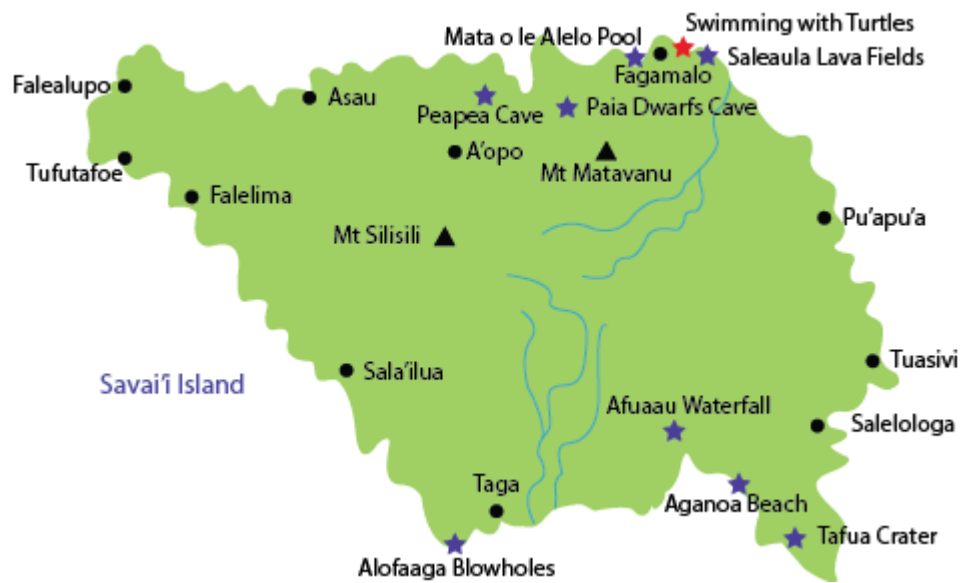 Swimming with Turtles
Mata o le Alelo Pool
Saleaula Lava Fields
Fagamalo
Falealupo
Asau
Peapea Cave
Paia Dwarfs Cave
A'opo
Mt Matavanu
Tufutafoe
Falelima
Pu'apu'a
Mt Silisili
Savai'i Island
Sala'ilua
Tuasivi
Afuaau Waterfall
Salelologa
Taga
Aganoa Beach
Tafua Crater
Alofaaga Blowholes